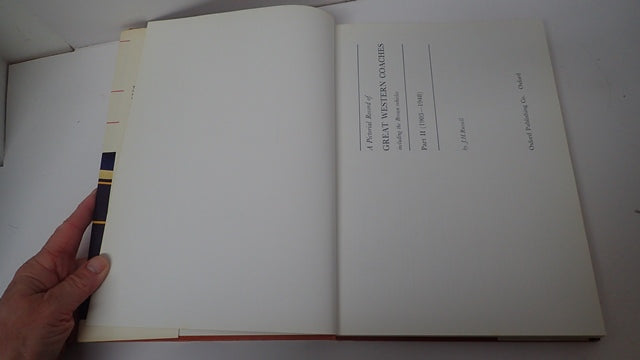 A Pictorial Record of
GREAT WESTERN COACHES
including the Brown vehicles
Part II (1903–1948)
by J.H.Russell
Oxford Publishing Co. Oxford